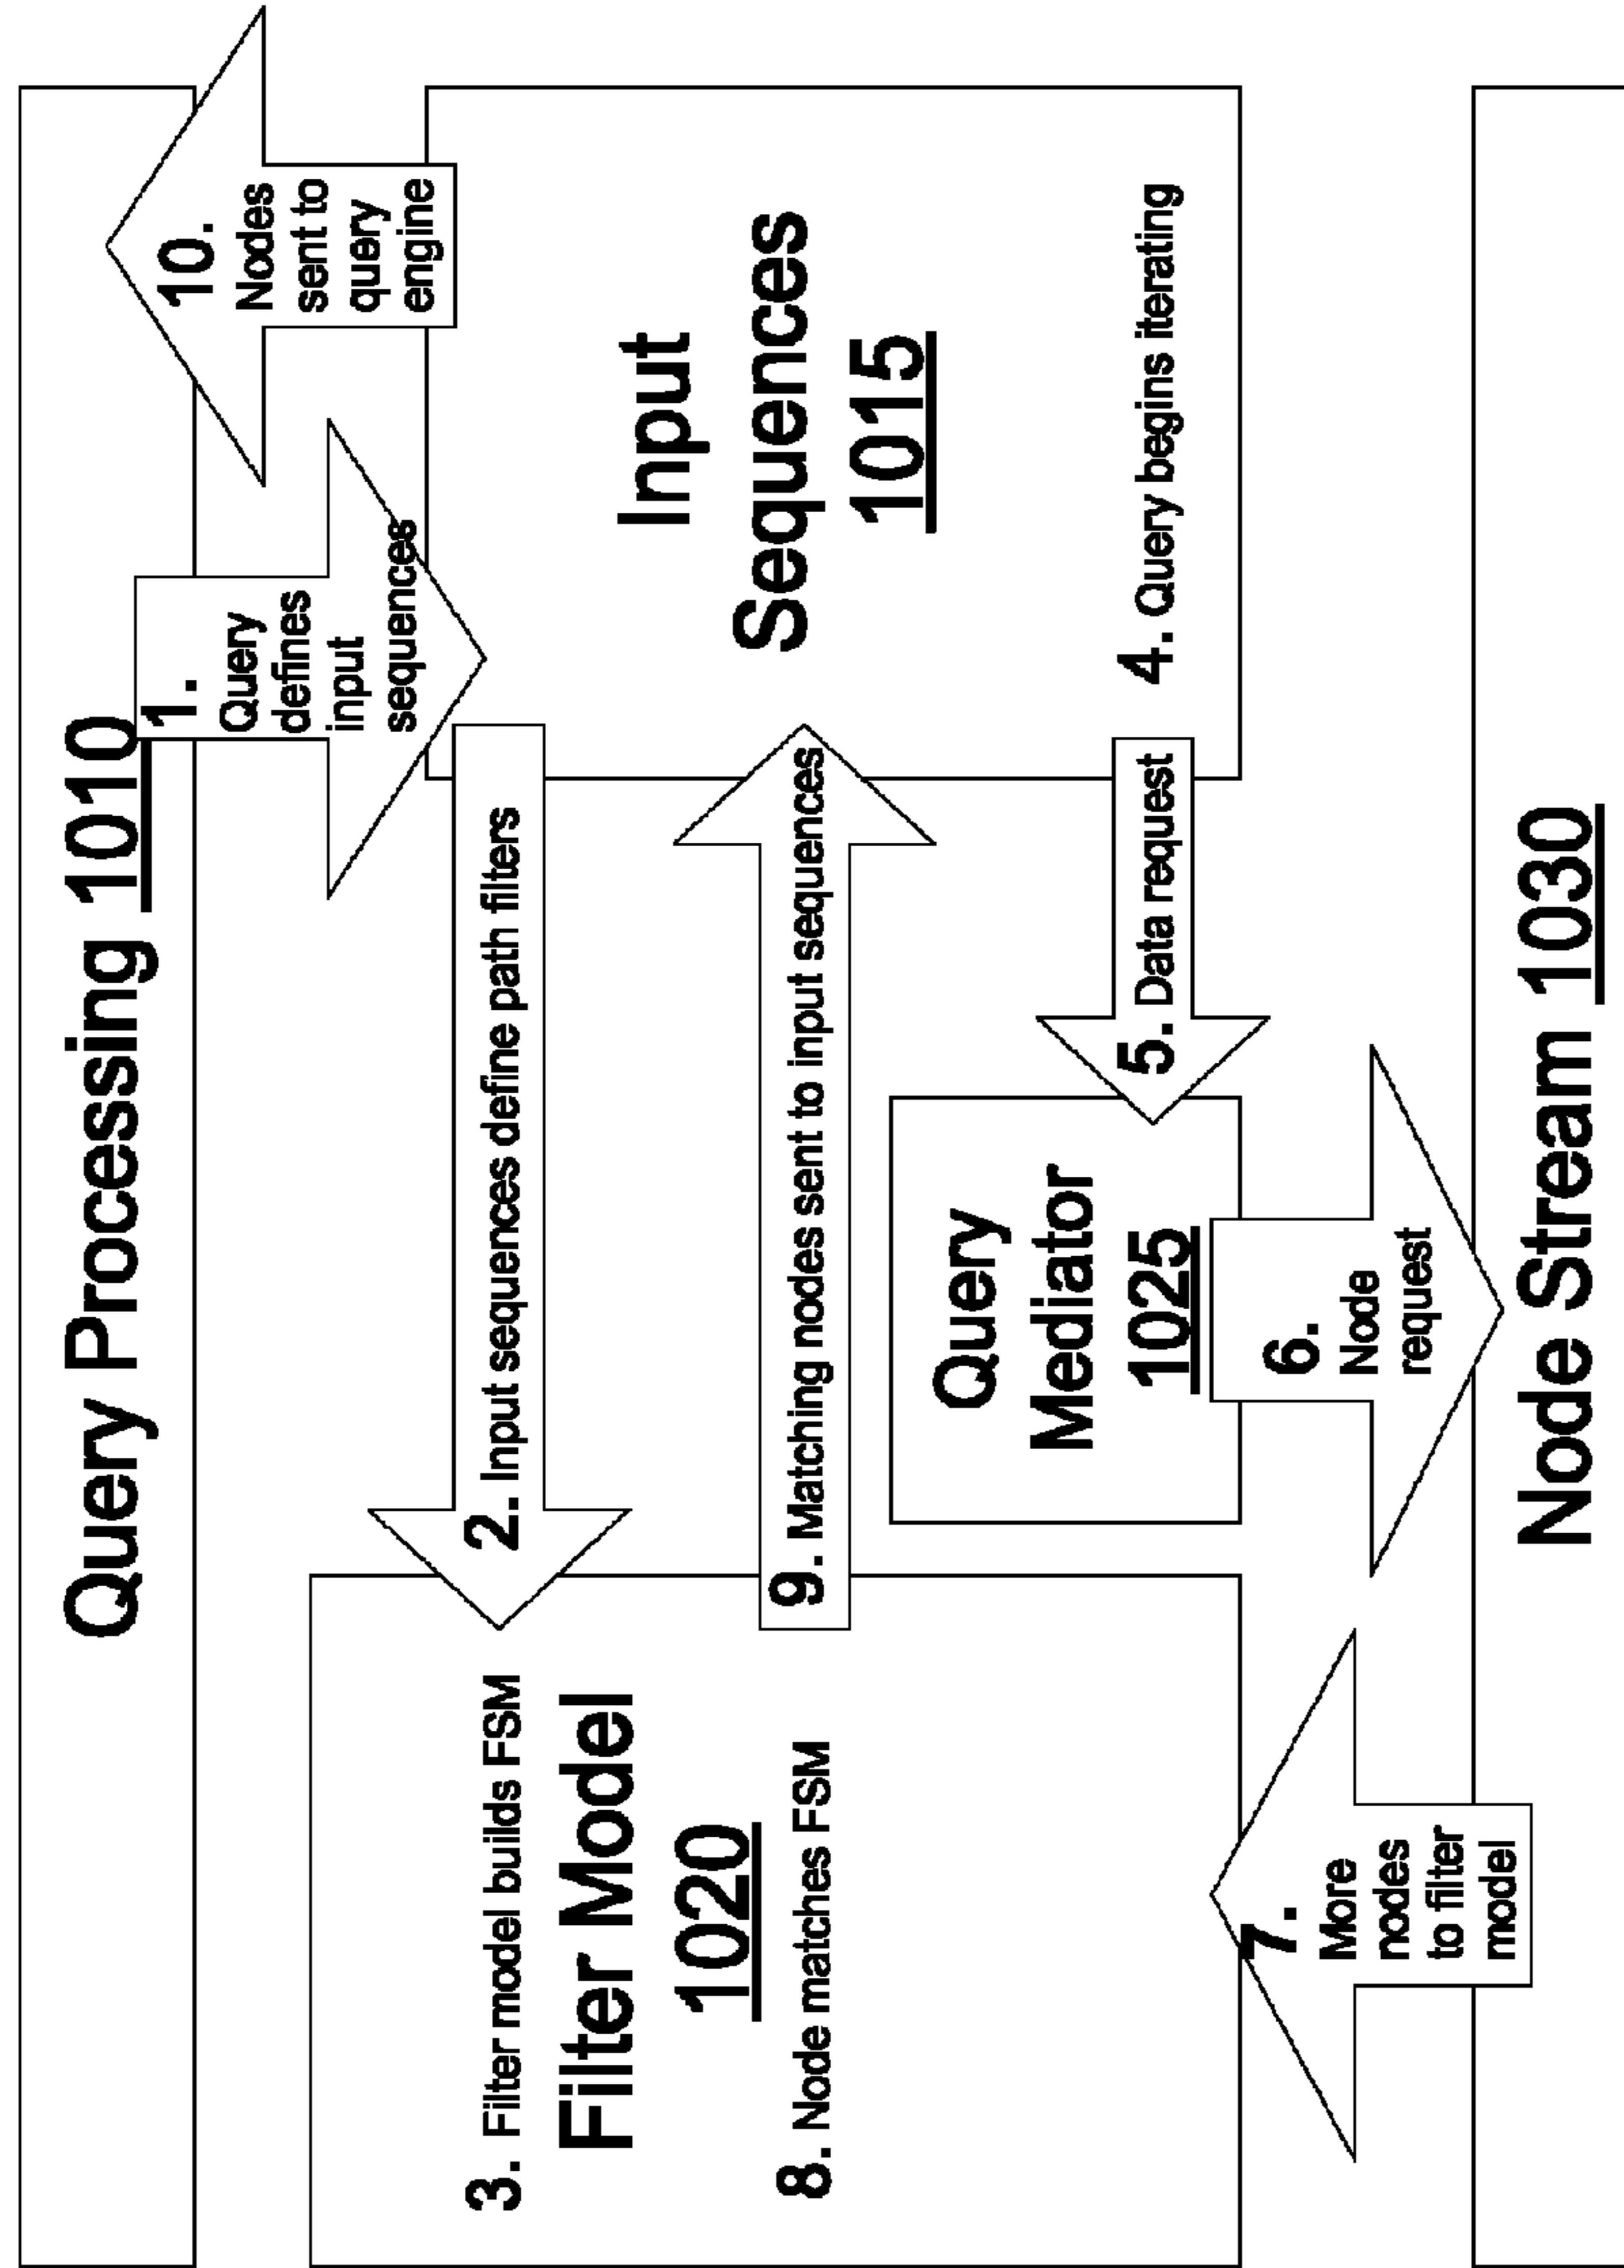 Query Processing 1010
1.
Query
defines
input
sequences
10.
Nodes
sent to
query
engine
2. Input sequences define path filters
3. Filter model builds FSM
Filter Model
1020
8. Node matches FSM
9. Matching nodes sent to input sequences
Input
Sequences
1015
4. Query begins iterating
5. Data request
Query
Mediator
1025
6.
Node
request
7.
More
nodes
to filter
model
Node Stream 1030